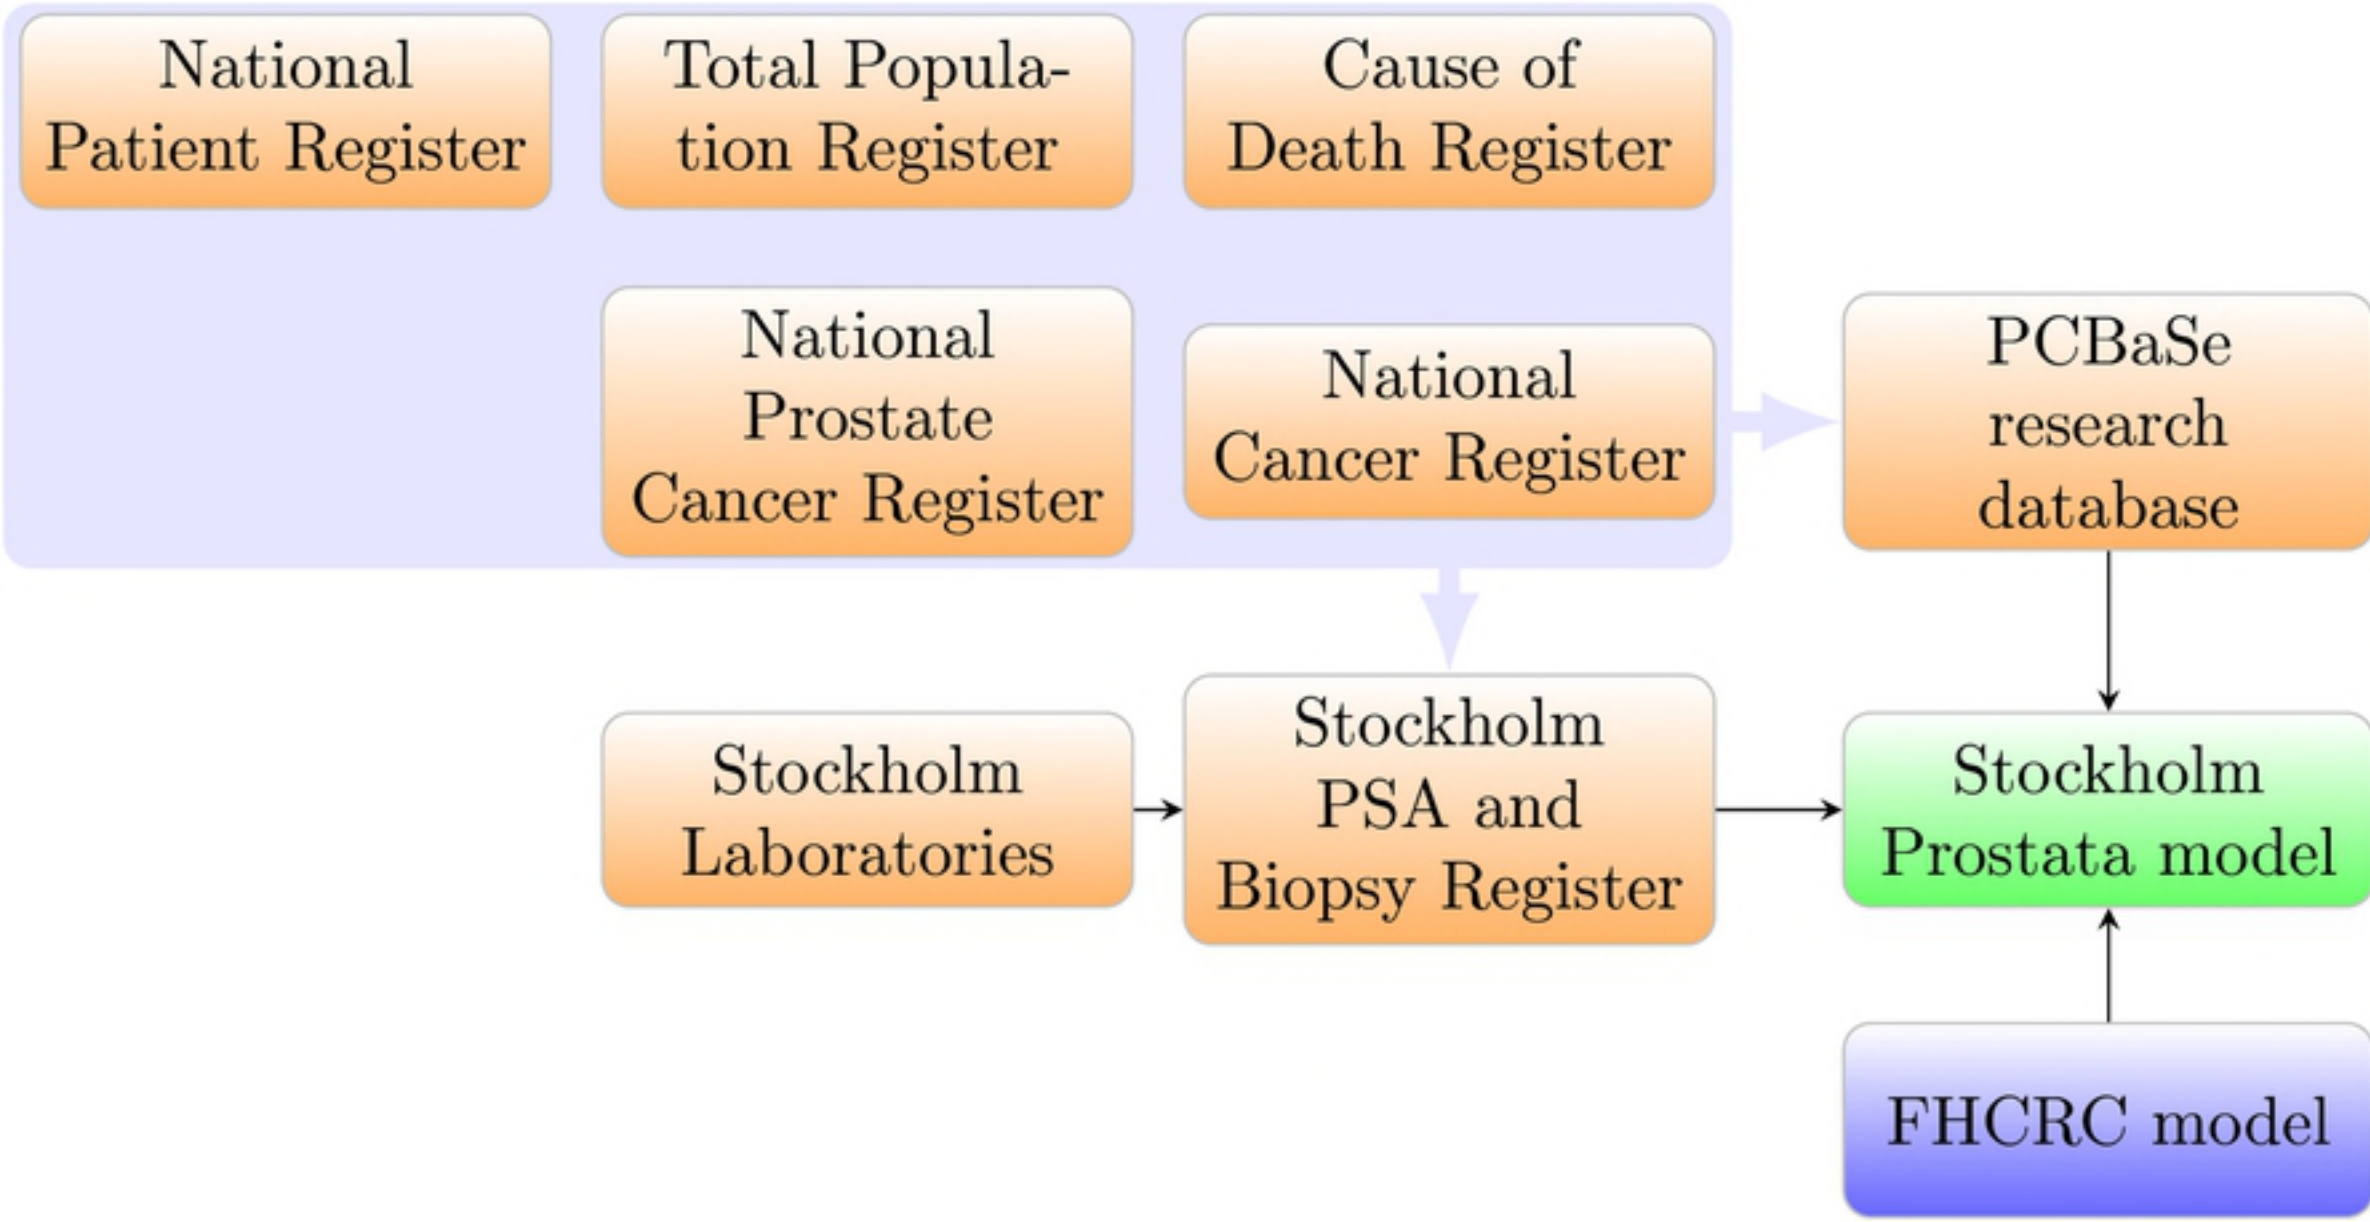 National
Patient Register
Total Popula-
tion Register
Cause of
Death Register
National
Prostate
Cancer Register
National
Cancer Register
PCBaSe
research
database
Stockholm
Laboratories
Stockholm
PSA and
Biopsy Register
Stockholm
Prostata model
FHCRC model